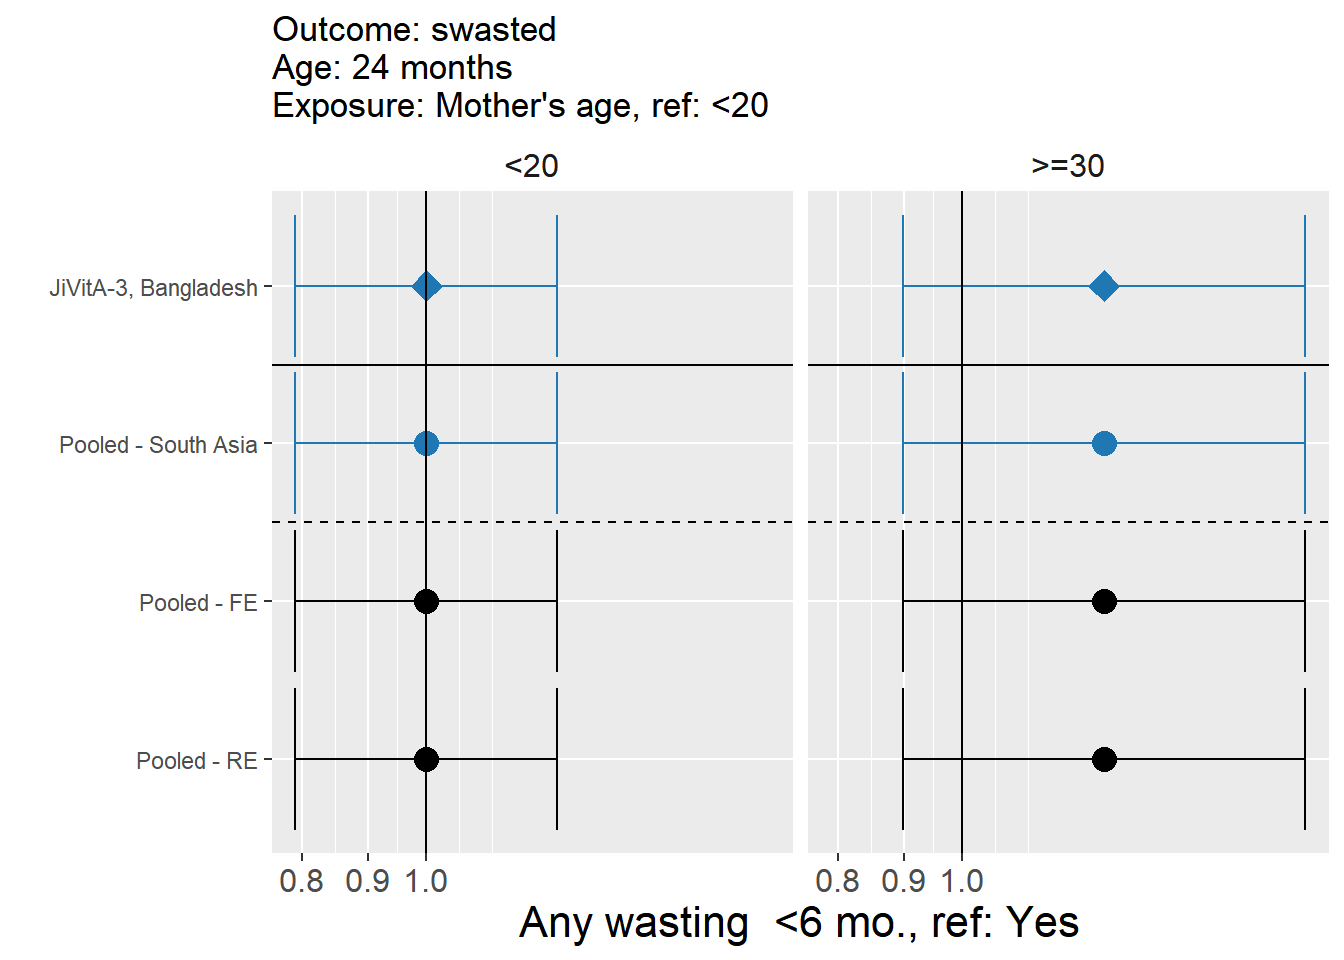 Outcome: swasted
Age: 24 months
Exposure: Mother's age, ref: <20
<20 >=30
JiVitA-3, Bangladesh
Pooled - South Asia
Pooled - FE
Pooled - RE
0.8 0.9 1.0 0.8 0.9 1.0
Any wasting  <6 mo., ref: Yes